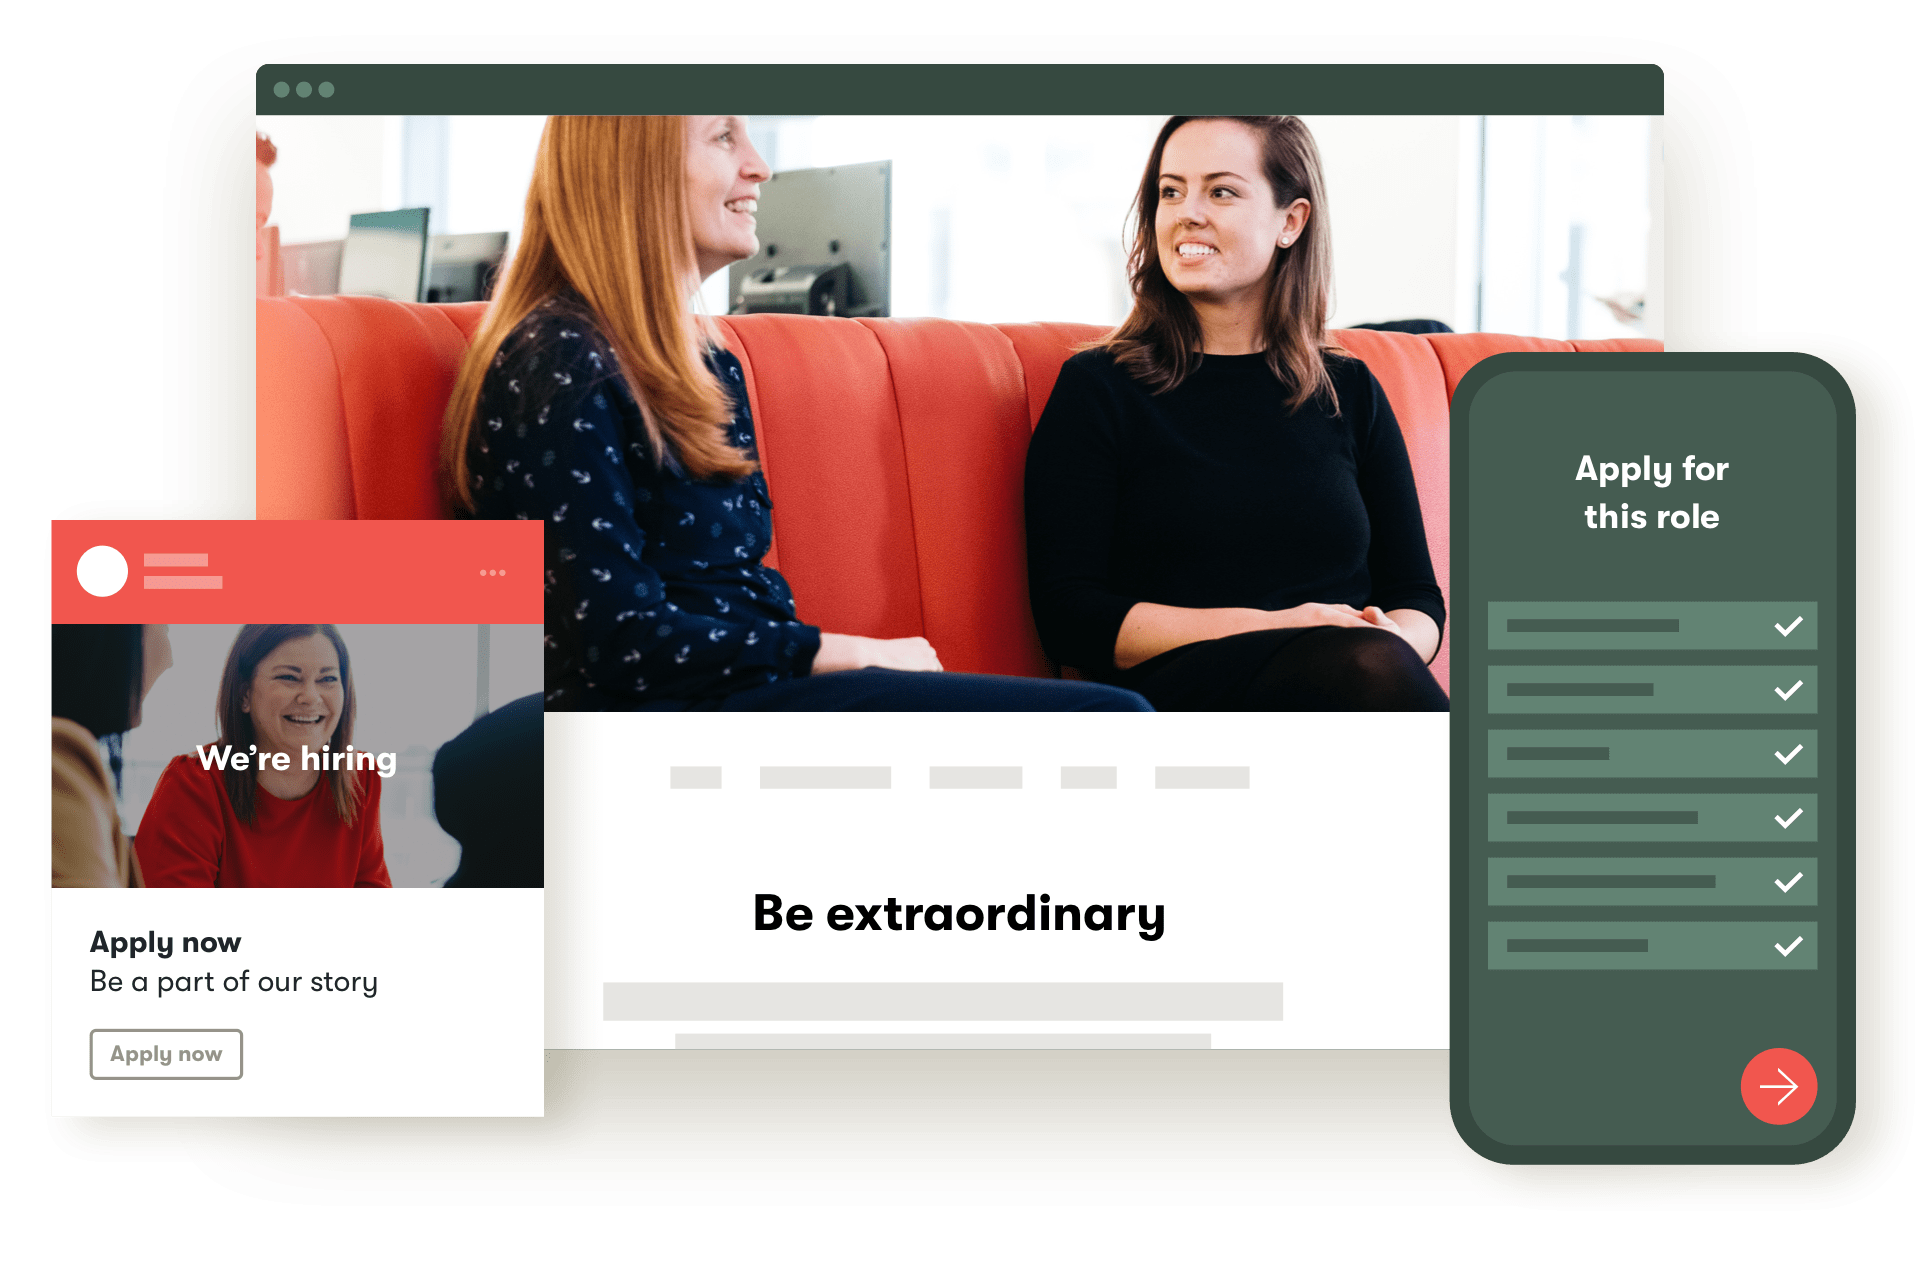 Apply for
this role
We're hiring
Be extraordinary
Apply now
Be a part of our story
Apply now